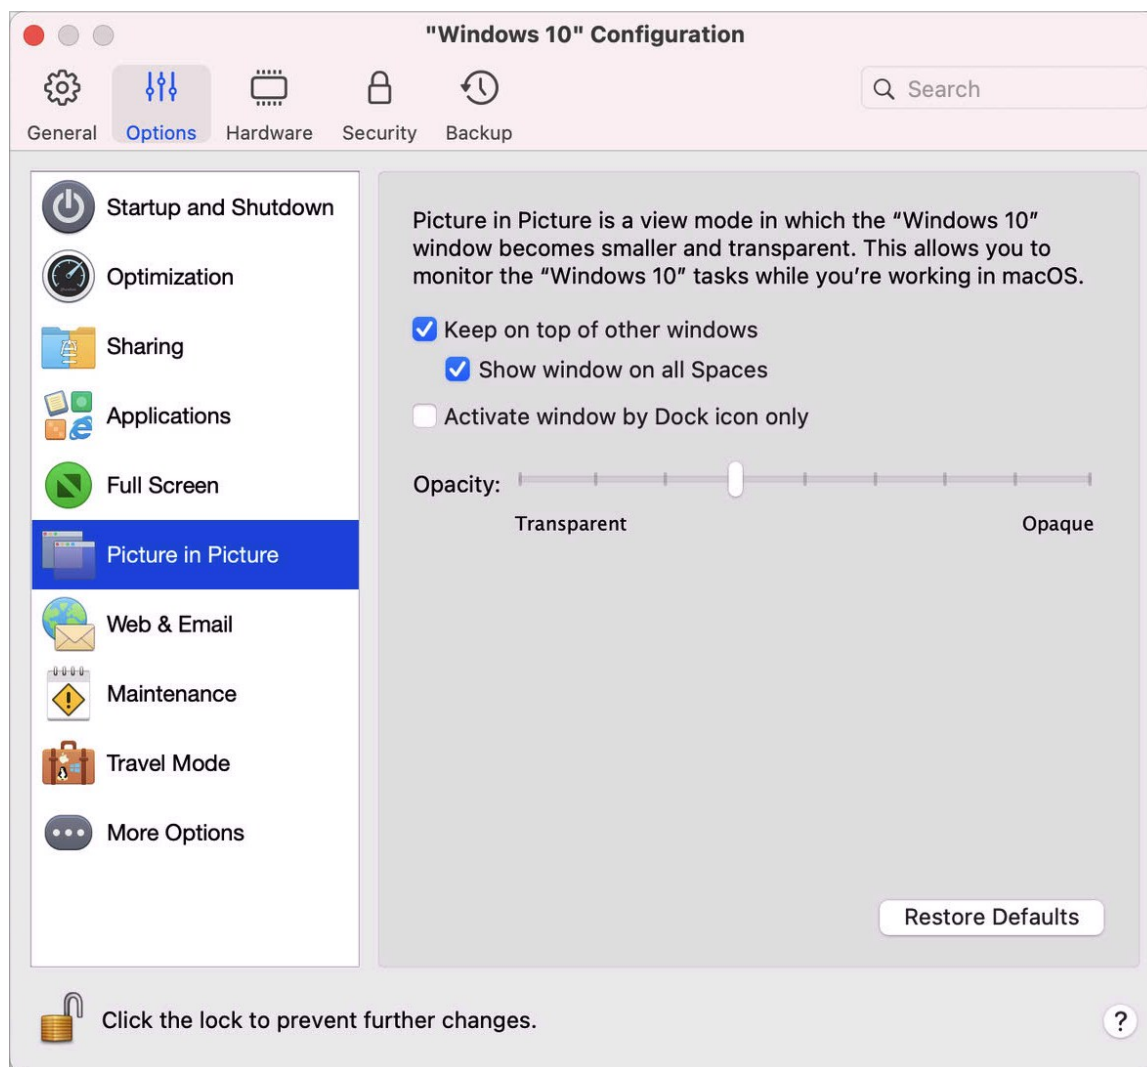 "Windows 10" Configuration
General
Options
Hardware
Security
Backup
Search
Startup and Shutdown
Optimization
Sharing
Applications
Full Screen
Picture in Picture
Web & Email
Maintenance
Travel Mode
More Options
Picture in Picture is a view mode in which the “Windows 10”
window becomes smaller and transparent. This allows you to
monitor the “Windows 10” tasks while you’re working in macOS.
Keep on top of other windows
Show window on all Spaces
Activate window by Dock icon only
Opacity:
Transparent
Opaque
Restore Defaults
Click the lock to prevent further changes.
?